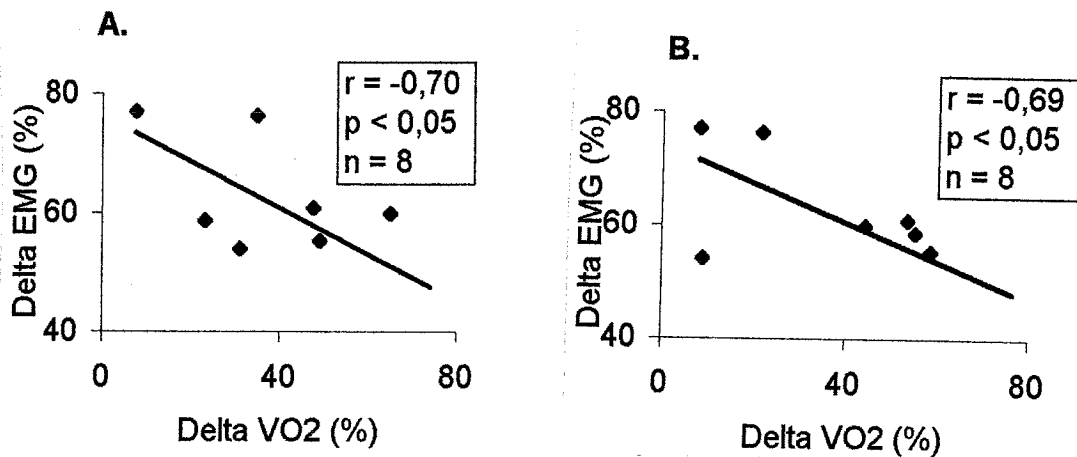 A.
r = -0,70
p < 0,05
n = 8
80
60
40
0
40
80
Delta EMG (%)
Delta VO2 (%)
B.
r = -0,69
p < 0,05
n = 8
80
60
40
0
40
80
Delta EMG (%)
Delta VO2 (%)